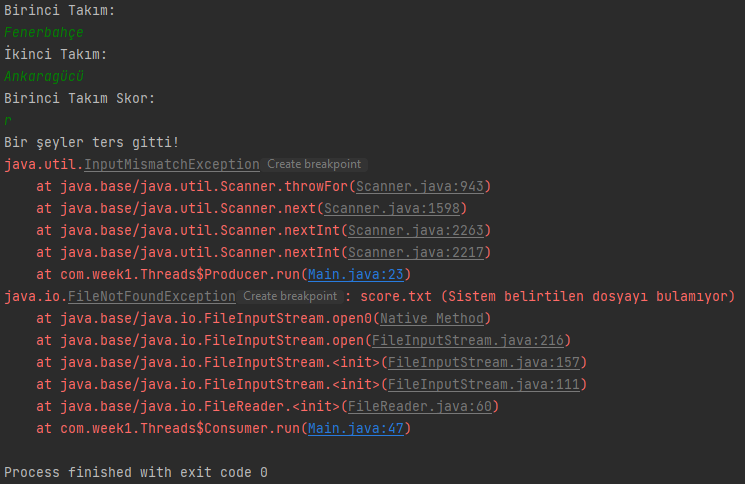 Birinci Takım:
Fenerbahçe
İkinci Takım:
Ankaragücü
Birinci Takım Skor:
r
Bir şeyler ters gitti!
java.util.InputMismatchException Create breakpoint
    at java.base/java.util.Scanner.throwFor(Scanner.java:943)
    at java.base/java.util.Scanner.next(Scanner.java:1598)
    at java.base/java.util.Scanner.nextInt(Scanner.java:2263)
    at java.base/java.util.Scanner.nextInt(Scanner.java:2217)
    at com.week1.Threads$Producer.run(Main.java:23)
java.io.FileNotFoundException Create breakpoint : score.txt (Sistem belirtilen dosyayı bulamıyor)
    at java.base/java.io.FileInputStream.open0(Native Method)
    at java.base/java.io.FileInputStream.open(FileInputStream.java:216)
    at java.base/java.io.FileInputStream.<init>(FileInputStream.java:157)
    at java.base/java.io.FileInputStream.<init>(FileInputStream.java:111)
    at java.base/java.io.FileReader.<init>(FileReader.java:60)
    at com.week1.Threads$Consumer.run(Main.java:47)
Process finished with exit code 0